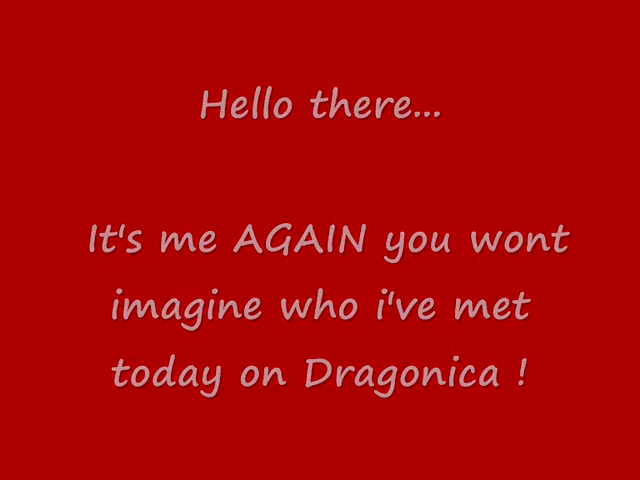 Hello there...
It's me AGAIN you wont
imagine who i've met
today on Dragonica !